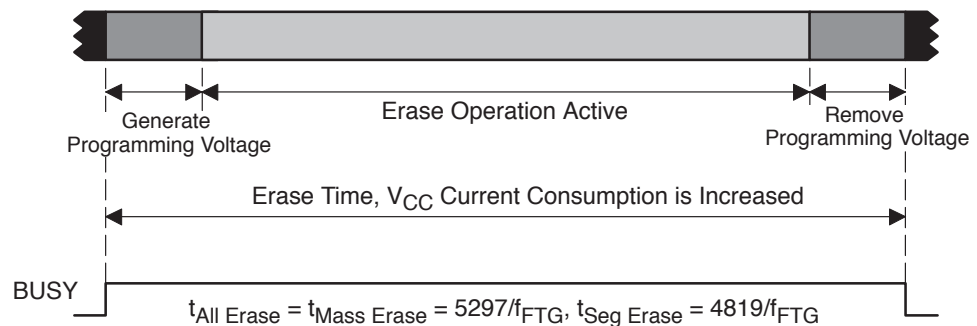 Generate
Programming Voltage
Erase Operation Active
Remove
Programming Voltage
Erase Time, VCC Current Consumption is Increased
BUSY
tAll Erase = tMass Erase = 5297/fFTG, tSeg Erase = 4819/fFTG